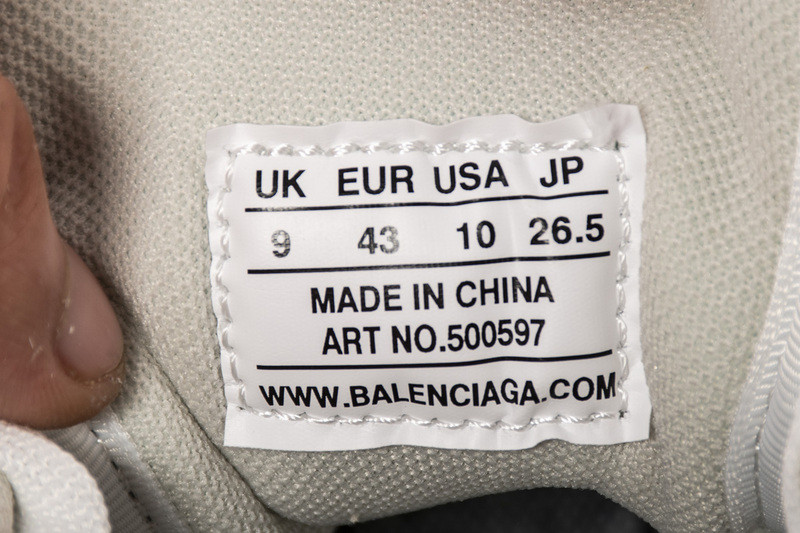 UK EUR USA JP
9 43 10 26.5
MADE IN CHINA
ART NO.500597
WWW.BALENCIAGA.COM